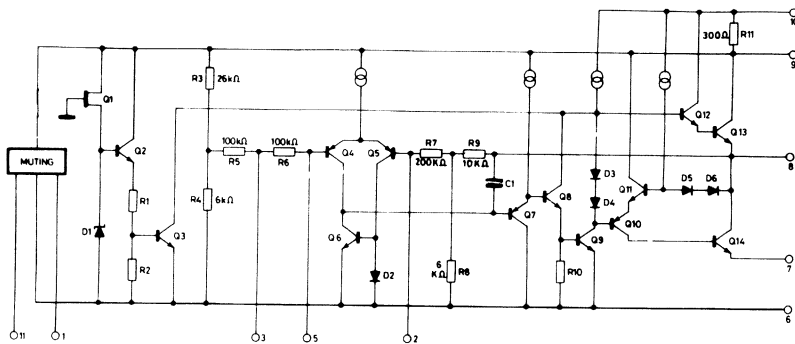 10
300Ω R11
9
R3 26kΩ
Q1
Q12
Q13
MUTING
Q2
100kΩ
R5
100kΩ
R6
Q4
Q5
R7
200KΩ
R9
10KΩ
8
C1
D3
D5 D6
Q11
R1
R4 6kΩ
Q7
Q8
D4
D1
Q3
Q6
Q10
Q9
Q14
R2
D2
6
KΩ
R8
R10
7
6
11
1
3
5
2